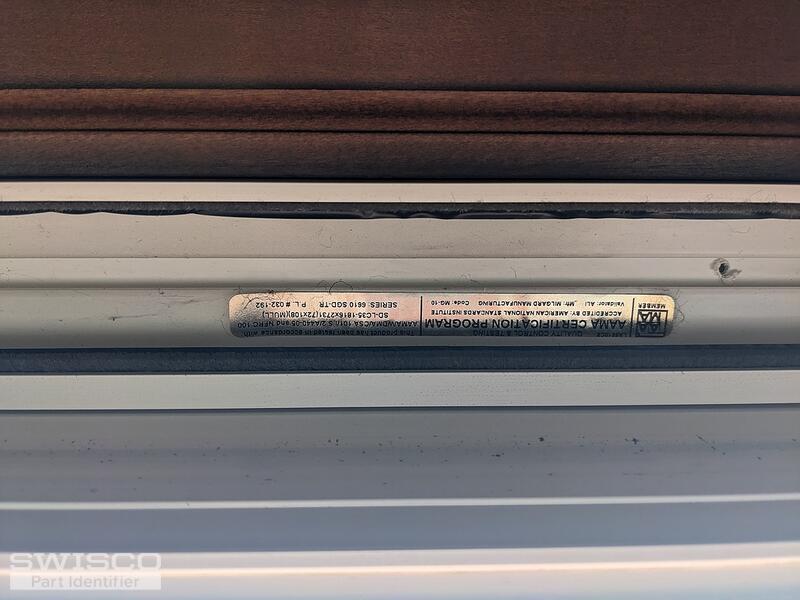 QUALITY CONTROL & TESTING
AAMA CERTIFICATION PROGRAM
ACCREDITED BY: AMERICAN NATIONAL STANDARDS INSTITUTE
Validator: ALI Mfr: MILGARD MANUFACTURING Code: MG-10
AAMA
MEMBER
This product has been tested in accordance with
AAMA/WDMA/CSA 101/I.S.2/A440-05 and NFRC 100
SD-LC35-1816x2731(72x108)(MULL)
SERIES: 6610 SGD-TR P.L. # 032-192
SWISCO
Part Identifier